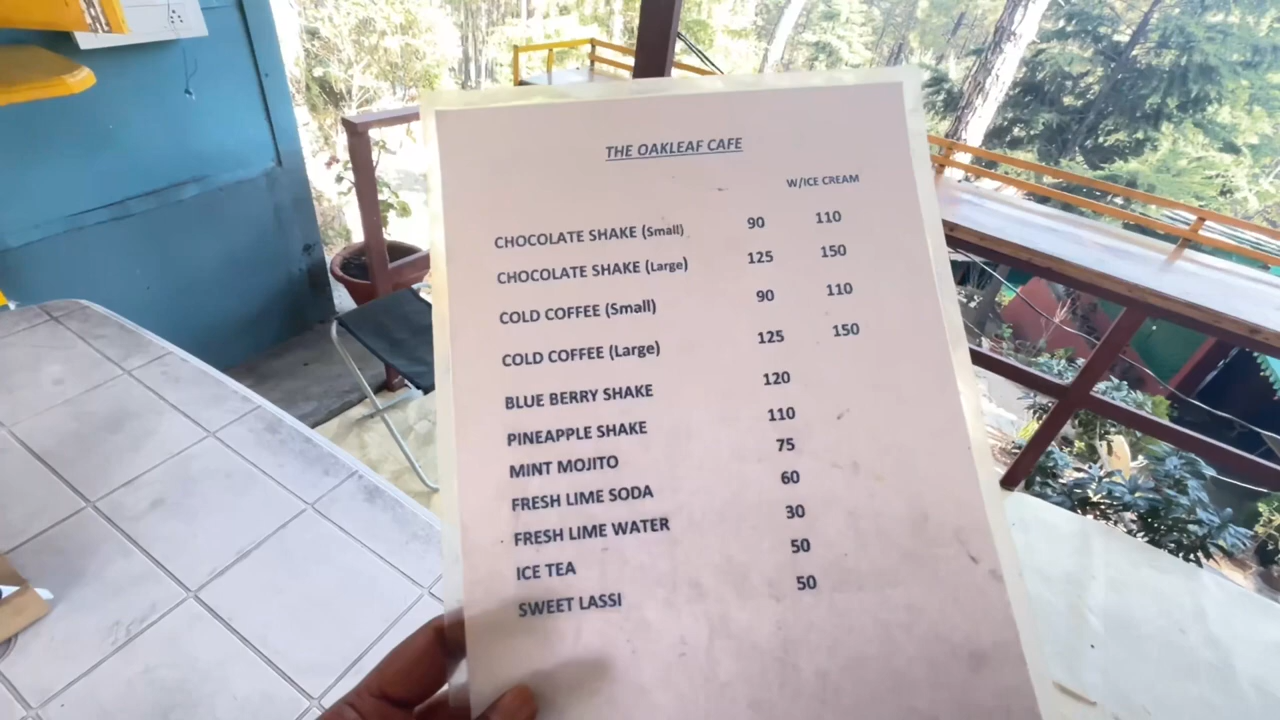 THE OAKLEAF CAFE
W/ICE CREAM
CHOCOLATE SHAKE (Small) 90 110
CHOCOLATE SHAKE (Large) 125 150
COLD COFFEE (Small) 90 110
COLD COFFEE (Large) 125 150
BLUE BERRY SHAKE 120
PINEAPPLE SHAKE 110
MINT MOJITO 75
FRESH LIME SODA 60
FRESH LIME WATER 30
ICE TEA 50
SWEET LASSI 50